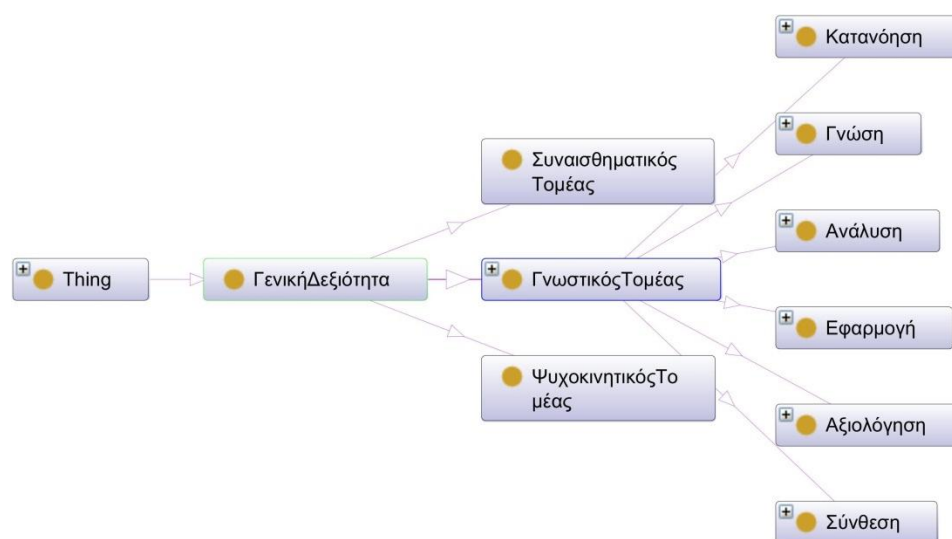 Thing
ΓενικήΔεξιότητα
Συναισθηματικός
Τομέας
ΓνωστικόςΤομέας
ΨυχοκινητικόςΤο
μέας
Κατανόηση
Γνώση
Ανάλυση
Εφαρμογή
Αξιολόγηση
Σύνθεση